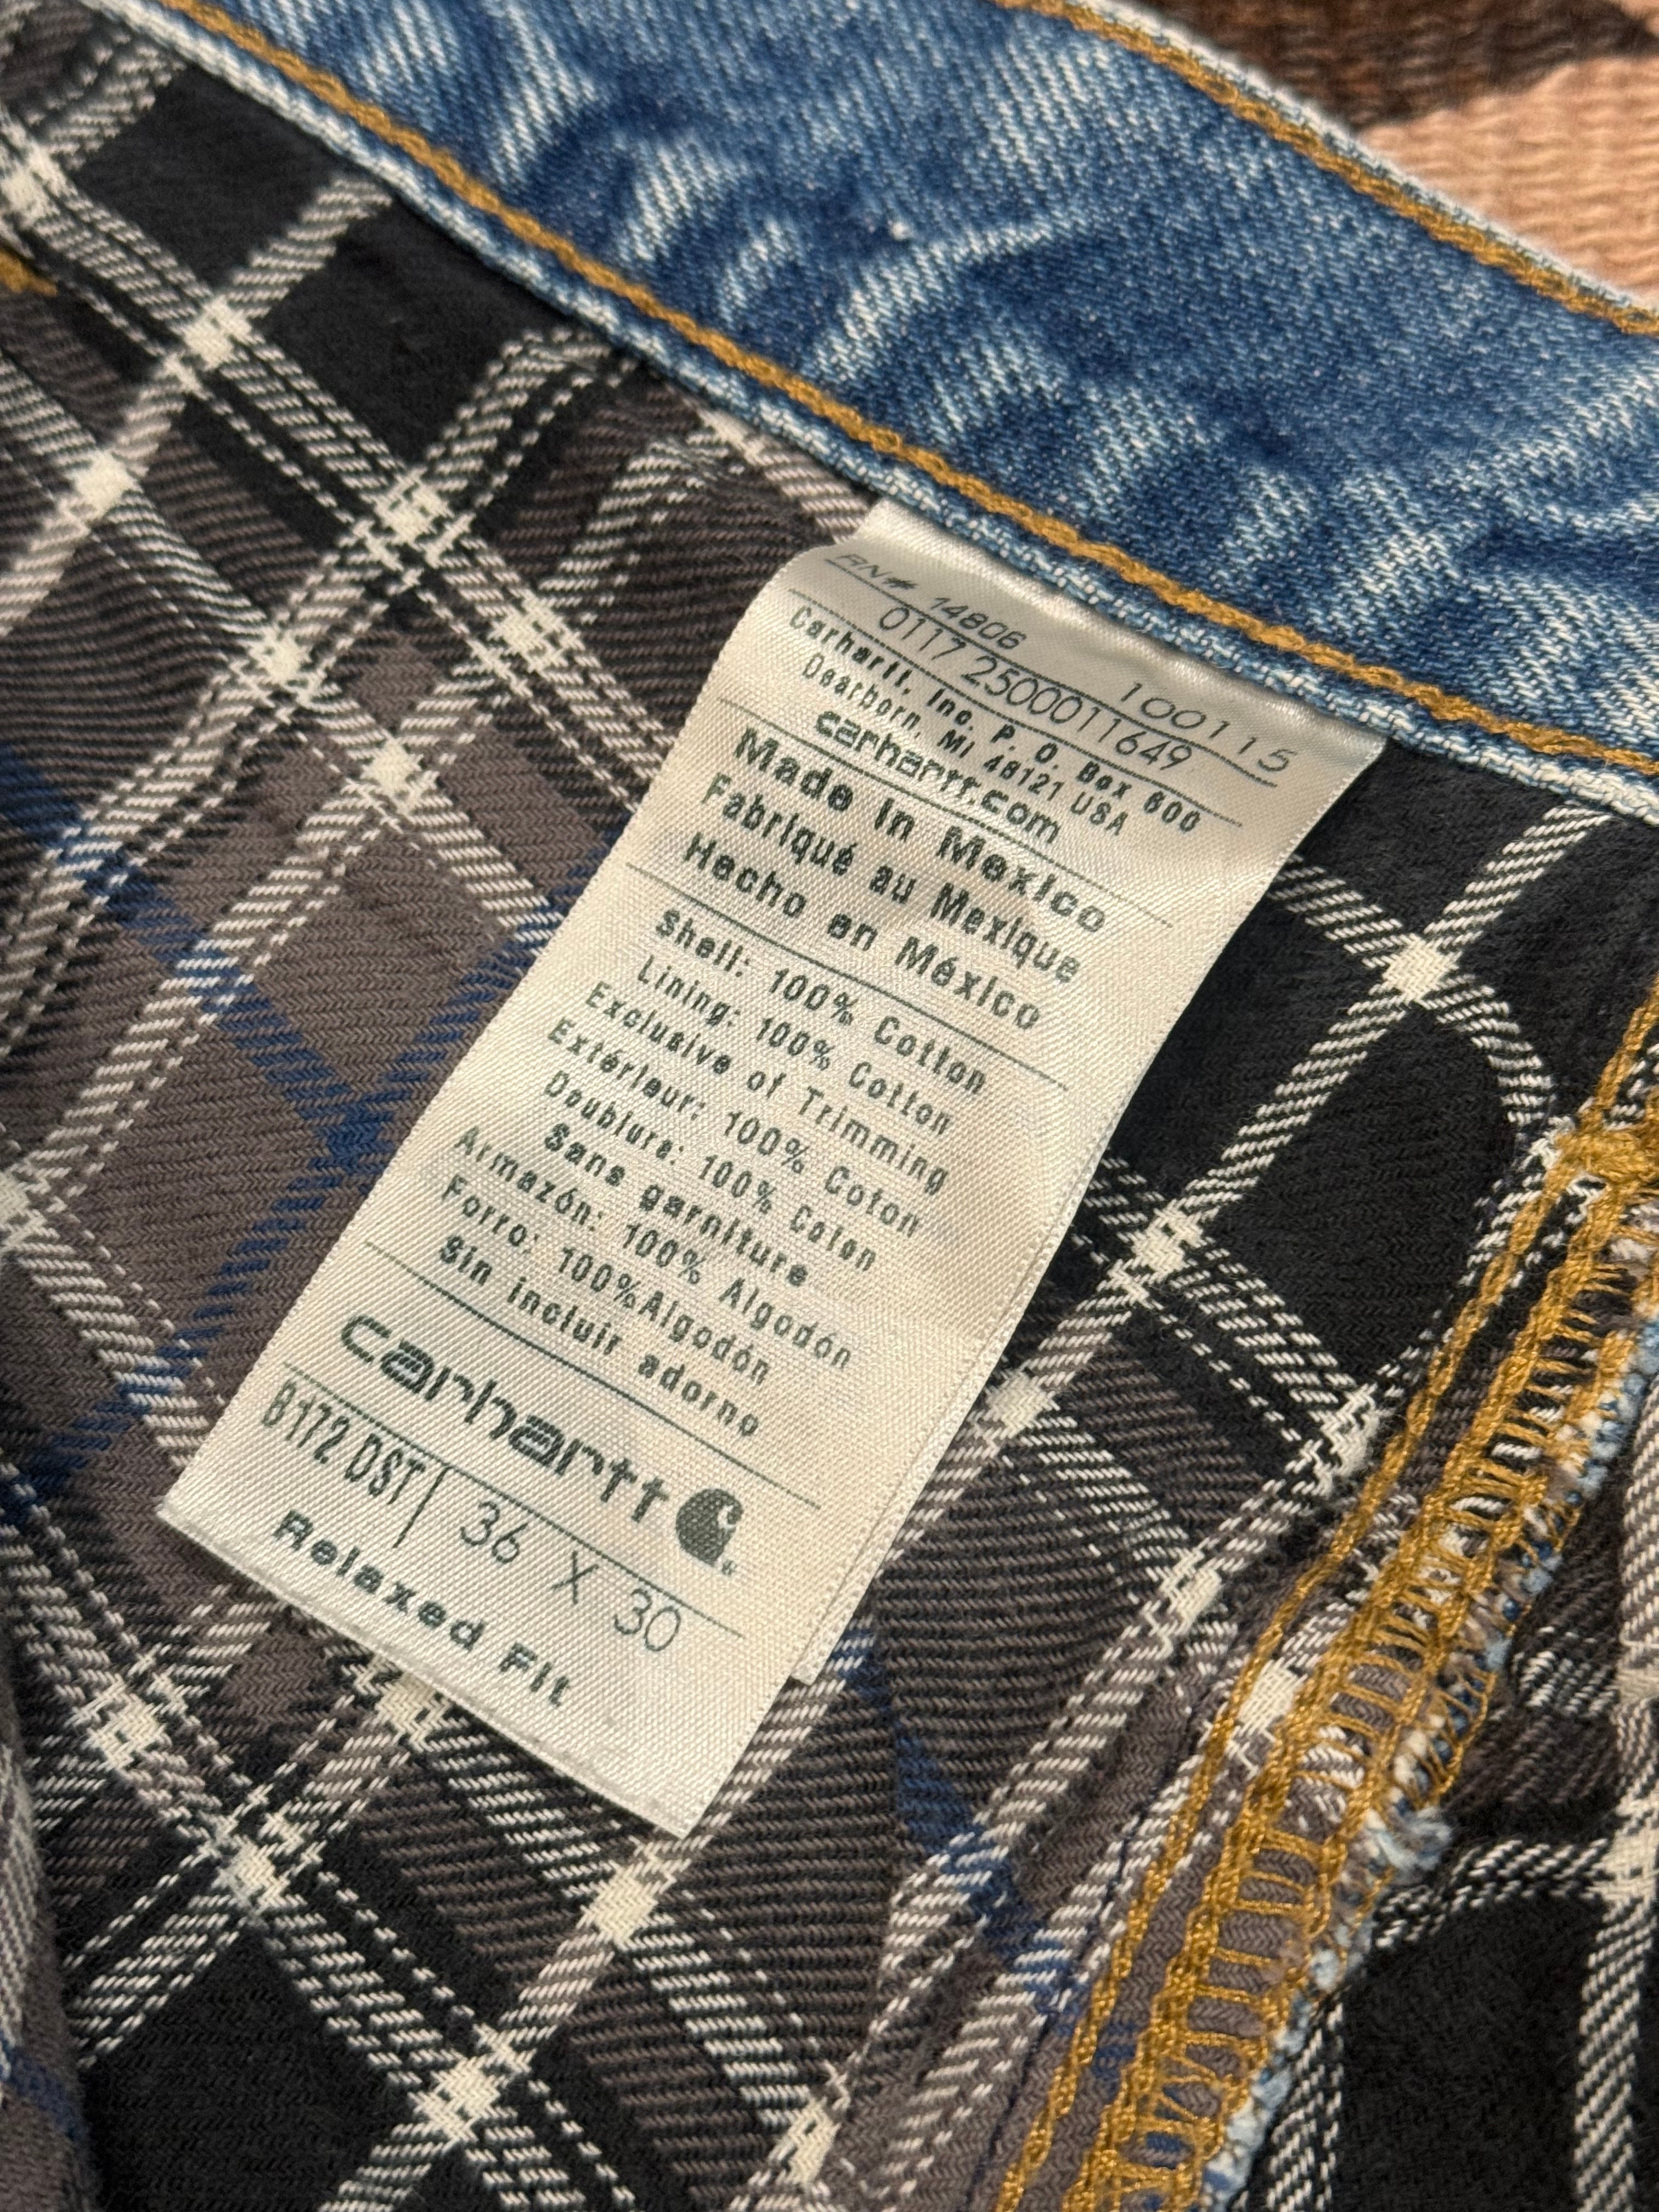 RN# 14806 100115
0117 25000011649
Carhartt, Inc. P. O. Box 600
Dearborn, MI 48121 USA
carhartt.com
Made in Mexico
Fabriqué au Mexique
Hecho en México
Shell: 100% Cotton
Lining: 100% Cotton
Exclusive of Trimming
Extérieur: 100% Coton
Doublure: 100% Coton
Sans garniture
Armazón: 100% Algodón
Forro: 100%Algodón
Sin incluir adorno
carhartt
B172 DST 36 X 30
Relaxed Fit